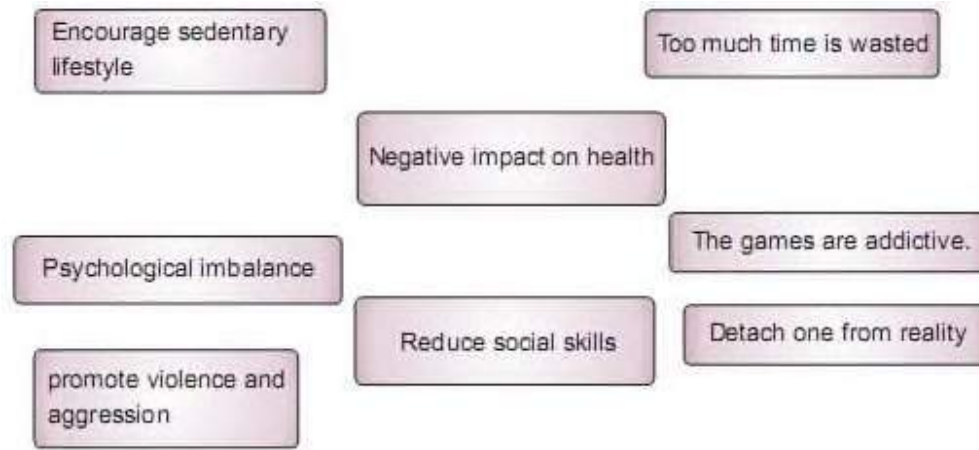 Encourage sedentary
lifestyle
Too much time is wasted
Negative impact on health
The games are addictive.
Psychological imbalance
Reduce social skills
Detach one from reality
promote violence and
aggression